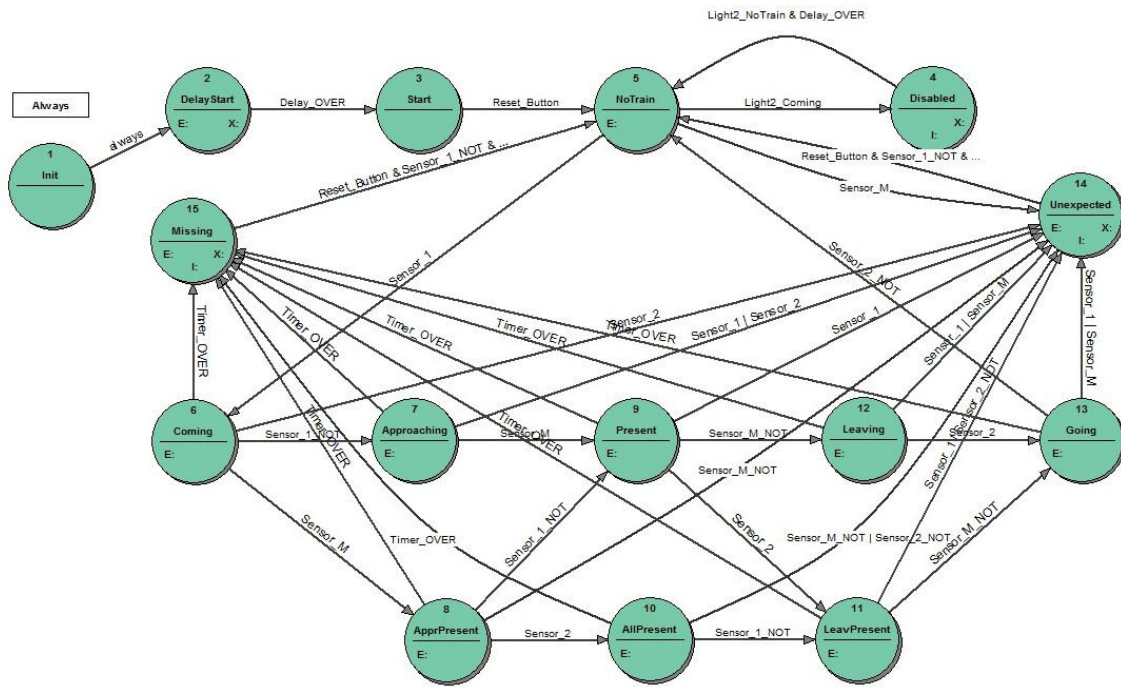 Light2_NoTrain & Delay_OVER
Always
2
DelayStart
E: X:
Delay_OVER
3
Start
Reset_Button
5
NoTrain
E:
Light2_Coming
4
Disabled
X:
I:
always
1
Init
Reset_Button & Sensor_1_NOT & ...
Reset_Button & Sensor_1_NOT & ...
Sensor_M
14
Unexpected
E: X:
I:
15
Missing
E: X:
I:
Sensor_1
Sensor_2_NOT
Timer_OVER
Timer_OVER
Timer_OVER
Timer_OVER
Sensor_2
Timer_OVER
Sensor_1 | Sensor_2
Sensor_1
Sensor_1 | Sensor_M
Sensor_1 | Sensor_M
6
Coming
E:
Sensor_1_NOT
7
Approaching
E:
Sensor_M
9
Present
E:
Sensor_M_NOT
12
Leaving
E:
Sensor_2
13
Going
E:
Timer_OVER
Timer_OVER
Sensor_M_NOT
Sensor_1 | Sensor_2_NOT
Sensor_M
Sensor_1_NOT
Timer_OVER
Sensor_2
Sensor_M_NOT | Sensor_2_NOT
Sensor_M_NOT
8
ApprPresent
E:
Sensor_2
10
AllPresent
E:
Sensor_1_NOT
11
LeavPresent
E: